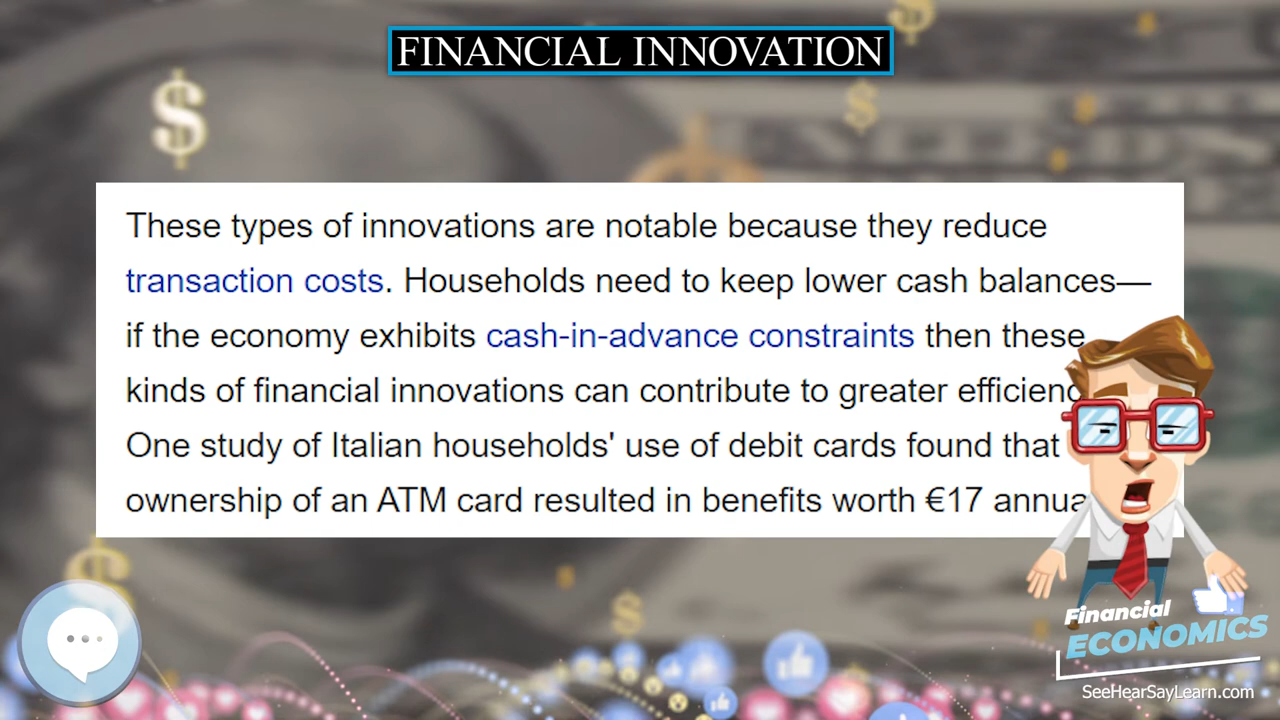 FINANCIAL INNOVATION
These types of innovations are notable because they reduce
transaction costs. Households need to keep lower cash balances—
if the economy exhibits cash-in-advance constraints then these
kinds of financial innovations can contribute to greater
One study of Italian households' use of debit cards found that
ownership of an ATM card resulted in benefits worth €17
Financial
ECONOMICS
SeeHearSayLearn.com